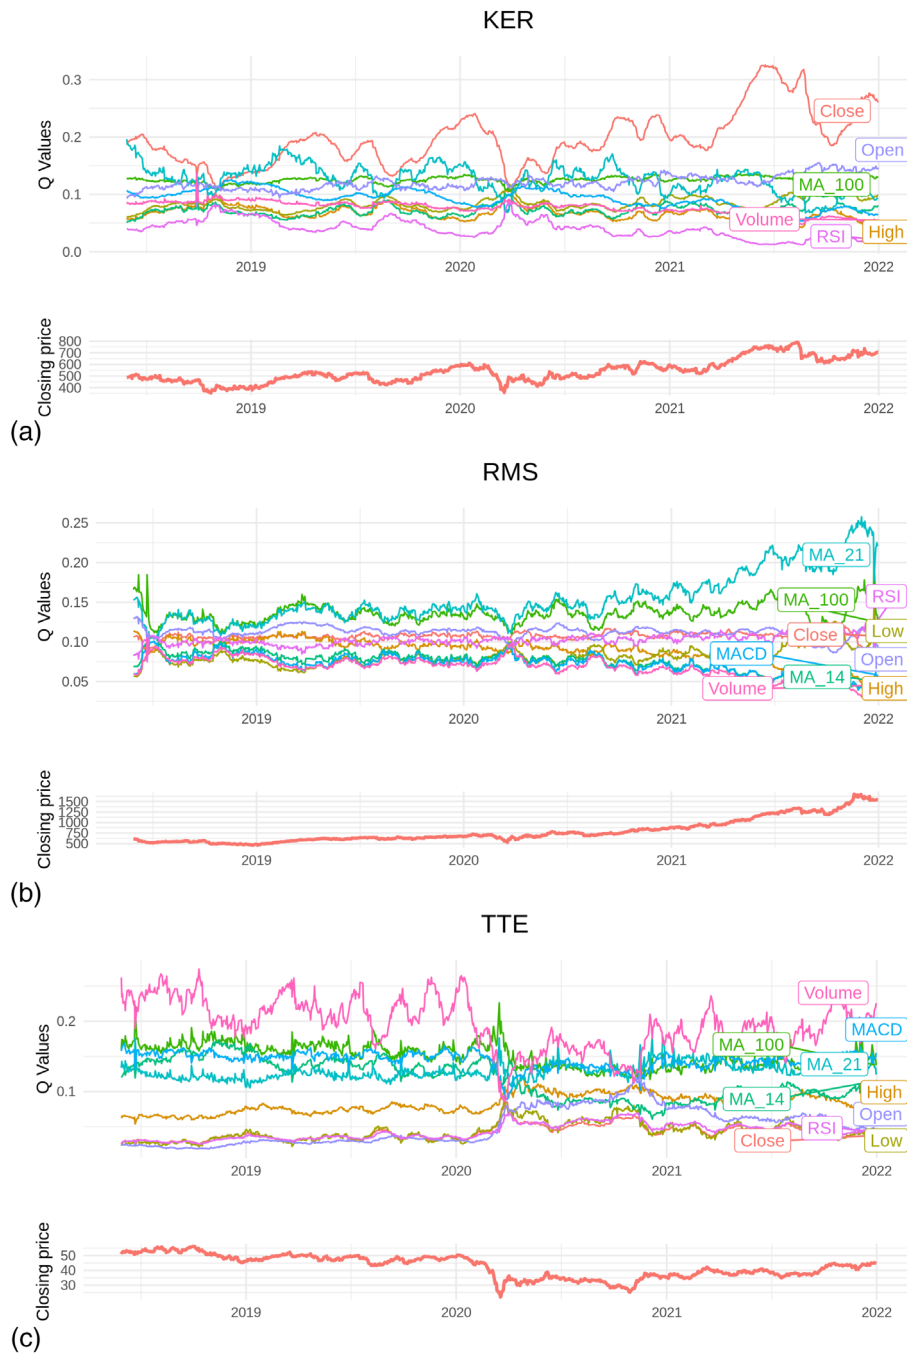 KER
Q Values
0.3
0.2
0.1
0.0
Close
Open
MA_100
Volume
RSI
High
2019 2020 2021 2022
Closing price
800
700
600
500
400
2019 2020 2021 2022
(a)
RMS
Q Values
0.25
0.20
0.15
0.10
0.05
MA_21
RSI
MA_100
Low
Close
MACD
Open
MA_14
Volume
High
2019 2020 2021 2022
Closing price
1500
1250
1000
750
500
2019 2020 2021 2022
(b)
TTE
Q Values
0.2
0.1
Volume
MACD
MA_100
MA_21
High
MA_14
Open
RSI
Close
Low
2019 2020 2021 2022
Closing price
50
40
30
2019 2020 2021 2022
(c)